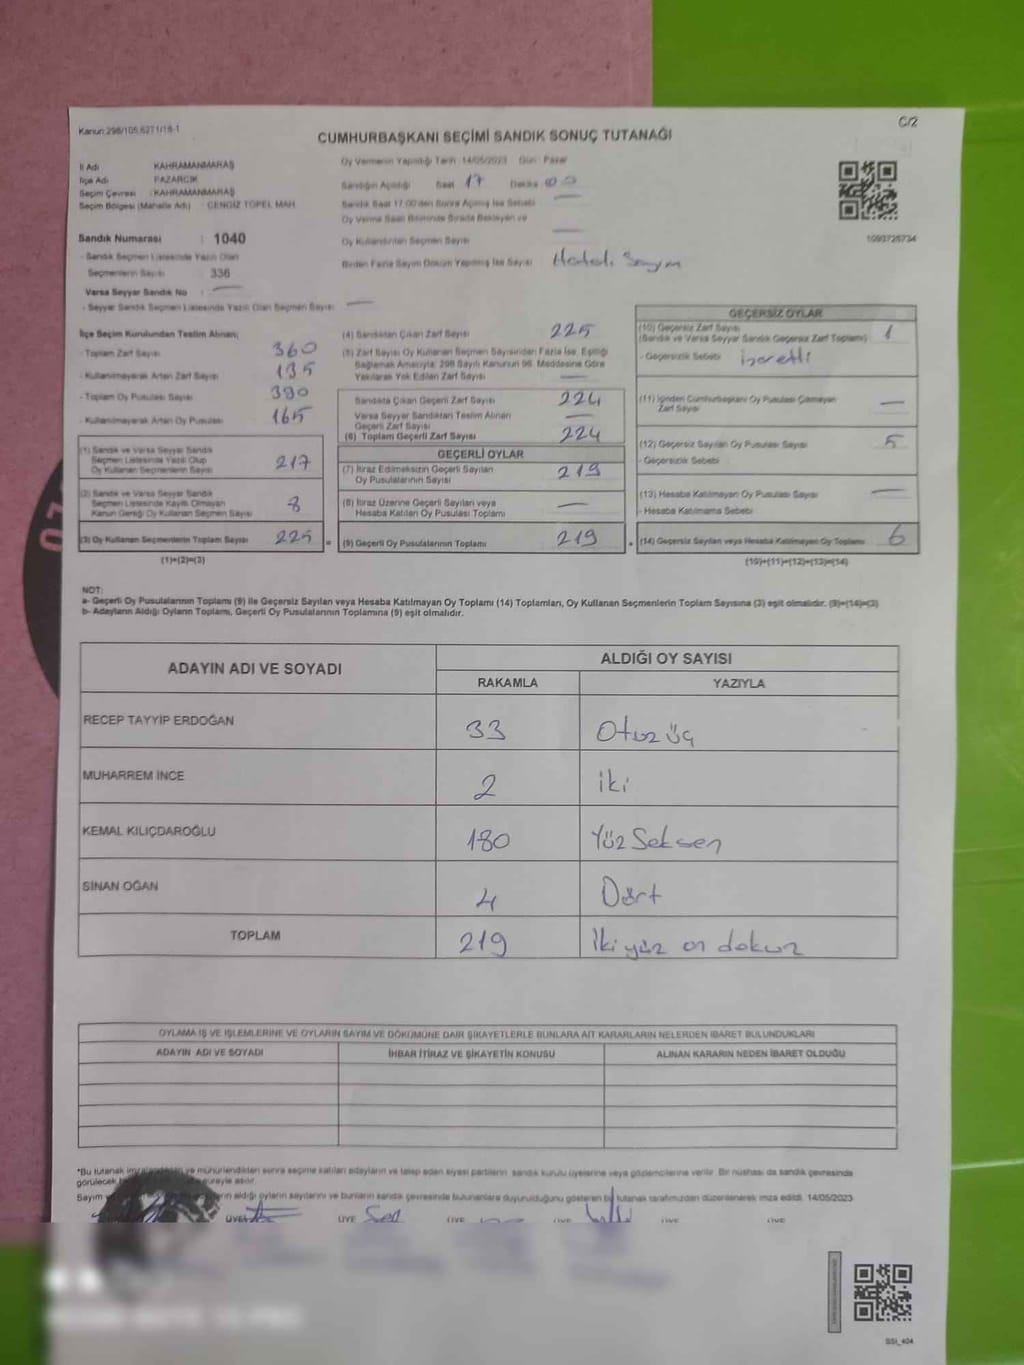 Kanun:298/105,6271/18-1
C/2
CUMHURBAŞKANI SEÇİMİ SANDIK SONUÇ TUTANAĞI
İl Adı KAHRAMANMARAŞ
İlçe Adı PAZARCIK
Seçim Çevresi : KAHRAMANMARAŞ
Seçim Bölgesi (Mahalle Adı) : CENGİZ TOPEL MAH.
Sandık Numarası : 1040
- Sandık Seçmen Listesinde Yazılı Olan
Seçmenlerin Sayısı : 336
Varsa Seyyar Sandık No : —
- Seyyar Sandık Seçmen Listesinde Yazılı Olan Seçmen Sayısı : —
Oy Vermenin Yapıldığı Tarih :14/05/2023 Gün : Pazar
Sandığın Açıldığı Saat 17 Dakika 00
Sandık Saat 17:00'den Sonra Açılmış İse Sebebi —
Oy Verme Saati Bitiminde Sırada Bekleyen ve
Oy Kullandırılan Seçmen Sayısı —
Birden Fazla Sayım Döküm Yapılmış İse Sayısı Hatalı Sayım
1093726734
İlçe Seçim Kurulundan Teslim Alınan;
- Toplam Zarf Sayısı 360
- Kullanılmayarak Artan Zarf Sayısı 135
- Toplam Oy Pusulası Sayısı 390
- Kullanılmayarak Artan Oy Pusulası 165
(1) Sandık ve Varsa Seyyar Sandık
Seçmen Listesinde Yazılı Olup
Oy Kullanan Seçmenlerin Sayısı 217
(2) Sandık ve Varsa Seyyar Sandık
Seçmen Listesinde Kayıtlı Olmayan
Kanun Gereği Oy Kullanan Seçmen Sayısı 8
(3) Oy Kullanan Seçmenlerin Toplam Sayısı 225 =
(1)+(2)=(3)
(4) Sandıktan Çıkan Zarf Sayısı 225
(5) Zarf Sayısı Oy Kullanan Seçmen Sayısından Fazla İse, Eşitliği
Sağlamak Amacıyla; 298 Sayılı Kanunun 98. Maddesine Göre
Yakılarak Yok Edilen Zarf Sayısı —
Sandıkta Çıkan Geçerli Zarf Sayısı 224
Varsa Seyyar Sandıktan Teslim Alınan
Geçerli Zarf Sayısı —
(6) Toplam Geçerli Zarf Sayısı 224
GEÇERLİ OYLAR
(7) İtiraz Edilmeksizin Geçerli Sayılan
Oy Pusulalarının Sayısı 219
(8) İtiraz Üzerine Geçerli Sayılan veya
Hesaba Katılan Oy Pusulası Toplamı —
(9) Geçerli Oy Pusulalarının Toplamı 219 +
GEÇERSİZ OYLAR
(10) Geçersiz Zarf Sayısı
(Sandık ve Varsa Seyyar Sandık Geçersiz Zarf Toplamı) 1
- Geçersizlik Sebebi işaretli
(11) İçinden Cumhurbaşkanı Oy Pusulası Çıkmayan
Zarf Sayısı —
(12) Geçersiz Sayılan Oy Pusulası Sayısı 5
- Geçersizlik Sebebi
(13) Hesaba Katılmayan Oy Pusulası Sayısı —
- Hesaba Katılmama Sebebi
(14) Geçersiz Sayılan veya Hesaba Katılmayan Oy Toplamı 6
(10)+(11)+(12)+(13)=(14)
NOT:
a- Geçerli Oy Pusulalarının Toplamı (9) ile Geçersiz Sayılan veya Hesaba Katılmayan Oy Toplamı (14) Toplamları, Oy Kullanan Seçmenlerin Toplam Sayısına (3) eşit olmalıdır. (9)+(14)=(3)
b- Adayların Aldığı Oyların Toplamı, Geçerli Oy Pusulalarının Toplamına (9) eşit olmalıdır.
ADAYIN ADI VE SOYADI
ALDIĞI OY SAYISI
RAKAMLA YAZIYLA
RECEP TAYYİP ERDOĞAN 33 Otuz üç
MUHARREM İNCE 2 iki
KEMAL KILIÇDAROĞLU 180 Yüz Seksen
SİNAN OĞAN 4 Dört
TOPLAM 219 İki yüz on dokuz
OYLAMA İŞ VE İŞLEMLERİNE VE OYLARIN SAYIM VE DÖKÜMÜNE DAİR ŞİKAYETLERLE BUNLARA AİT KARARLARIN NELERDEN İBARET BULUNDUKLARI
ADAYIN ADI VE SOYADI İHBAR İTİRAZ VE ŞİKAYETİN KONUSU ALINAN KARARIN NEDEN İBARET OLDUĞU
*Bu tutanak ve mühürlendikten sonra seçime katılan adayların ve talep eden siyasi partilerin sandık kurulu üyelerine veya gözlemcilerine verilir. Bir nüshası da sandık çevresinde
görülecek süreyle asılır.
Sayım aldığı oyların sayılarını ve bunların sandık çevresinde bulunanlara duyurulduğunu gösteren bu tutanak tarafımızdan düzenlenerek imza edildi. 14/05/2023
ÜYE ÜYE ÜYE ÜYE ÜYE ÜYE
SSİ_404